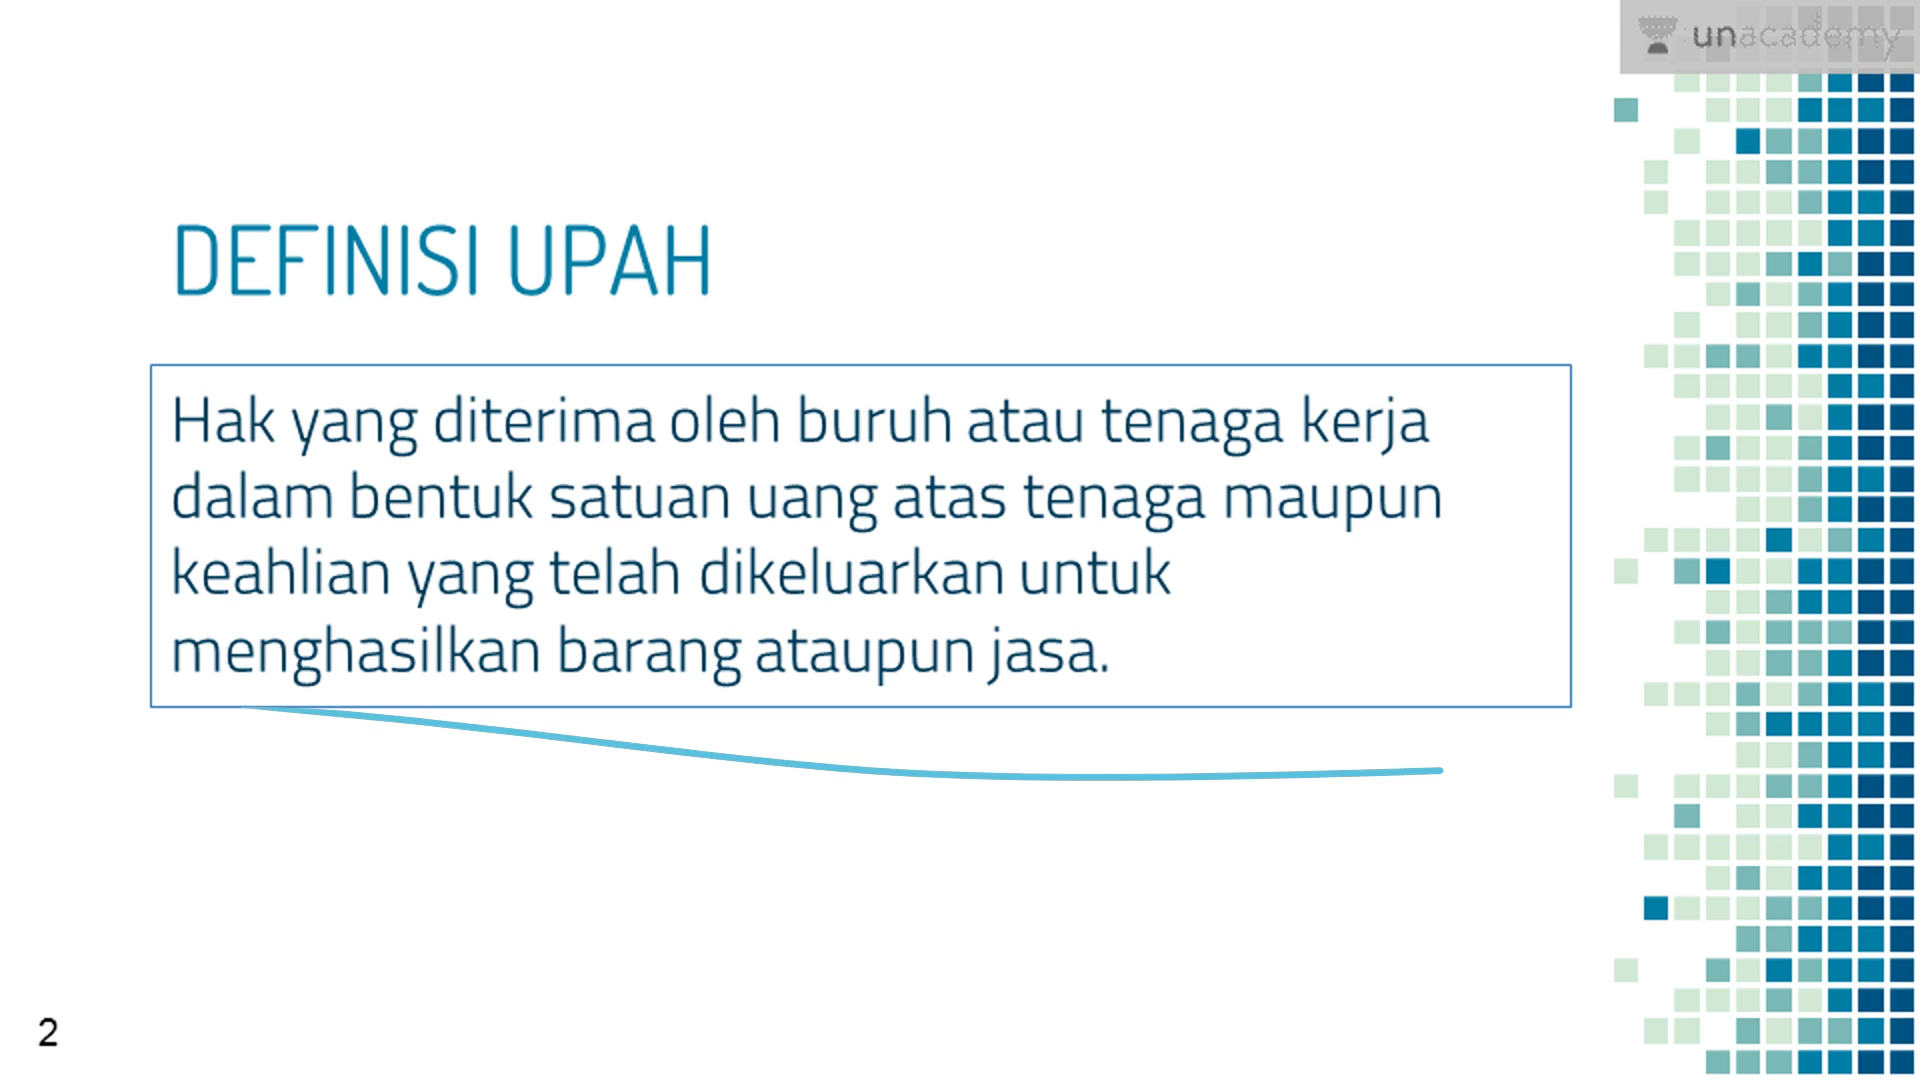 unacademy
DEFINISI UPAH
Hak yang diterima oleh buruh atau tenaga kerja
dalam bentuk satuan uang atas tenaga maupun
keahlian yang telah dikeluarkan untuk
menghasilkan barang ataupun jasa.
2